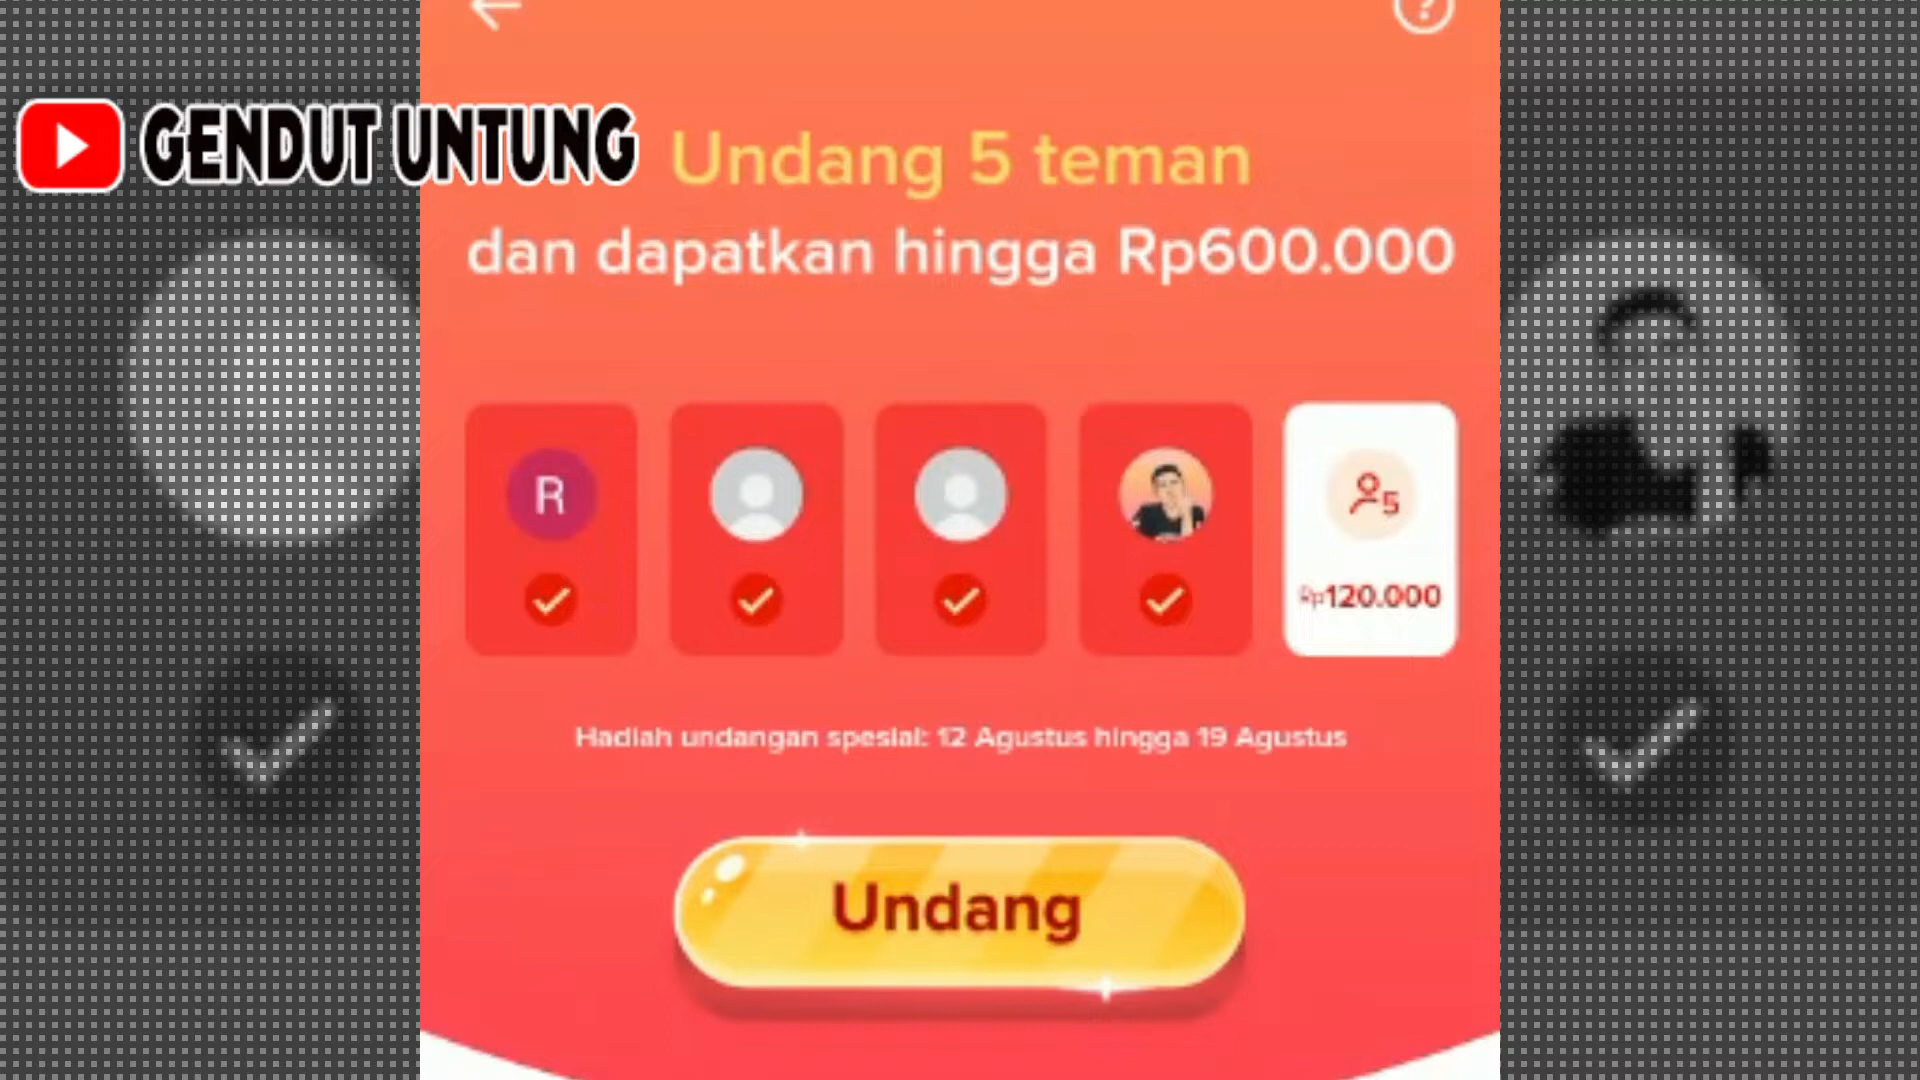 GENDUT UNTUNG
Undang 5 teman
dan dapatkan hingga Rp600.000
R
5
Rp120.000
Hadiah undangan spesial: 12 Agustus hingga 19 Agustus
Undang